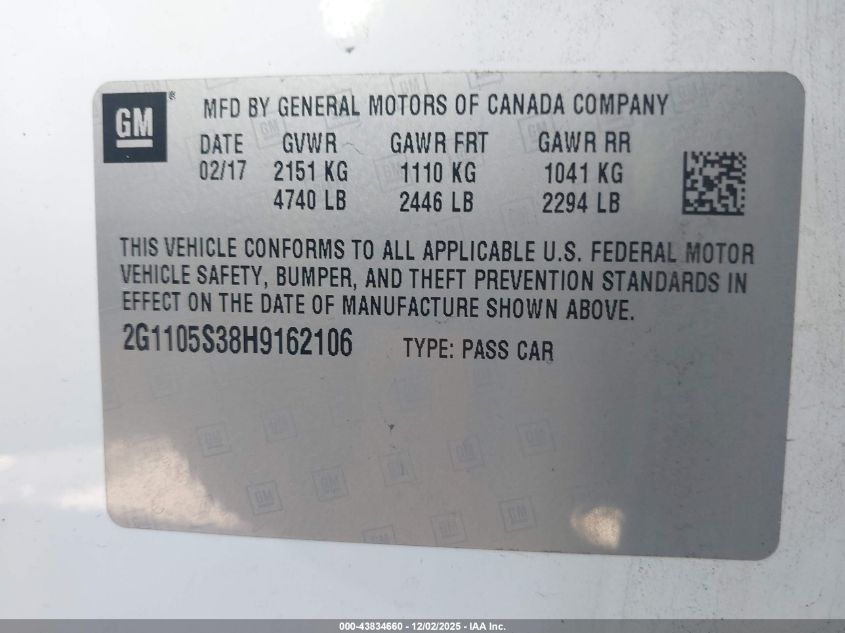 GM®
MFD BY GENERAL MOTORS OF CANADA COMPANY
DATE GVWR GAWR FRT GAWR RR
02/17 2151 KG 1110 KG 1041 KG
4740 LB 2446 LB 2294 LB
THIS VEHICLE CONFORMS TO ALL APPLICABLE U.S. FEDERAL MOTOR
VEHICLE SAFETY, BUMPER, AND THEFT PREVENTION STANDARDS IN
EFFECT ON THE DATE OF MANUFACTURE SHOWN ABOVE.
2G1105S38H9162106 TYPE: PASS CAR
000-43834660 - 12/02/2025 - IAA Inc.